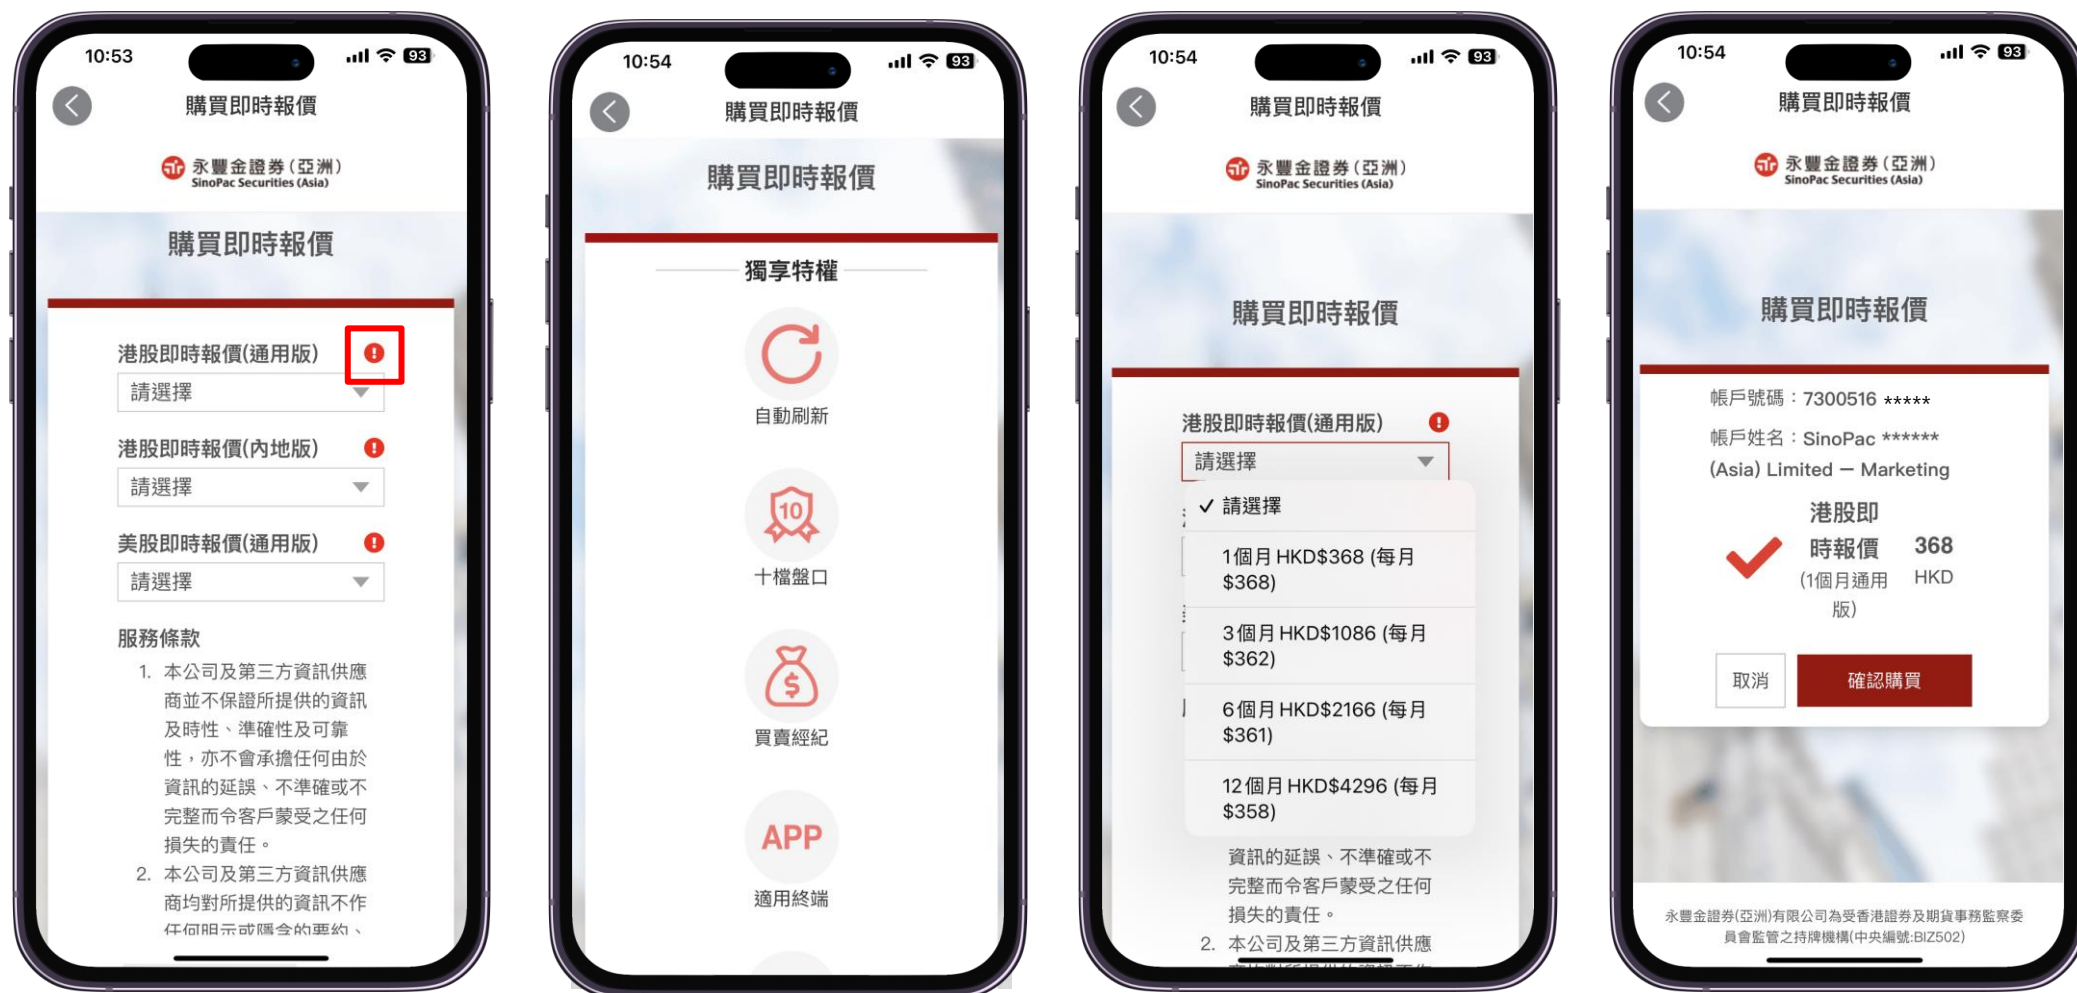 10:53
93
購買即時報價
永豐金證券(亞洲)
SinoPac Securities (Asia)
購買即時報價
港股即時報價(通用版)
請選擇
港股即時報價(內地版)
請選擇
美股即時報價(通用版)
請選擇
服務條款
1. 本公司及第三方資訊供應
商並不保證所提供的資訊
及時性、準確性及可靠
性，亦不會承擔任何由於
資訊的延誤、不準確或不
完整而令客戶蒙受之任何
損失的責任。
2. 本公司及第三方資訊供應
商均對所提供的資訊不作
任何明示或隱含的要約、
10:54
93
購買即時報價
購買即時報價
獨享特權
自動刷新
10
十檔盤口
$
買賣經紀
APP
適用終端
10:54
93
購買即時報價
永豐金證券(亞洲)
SinoPac Securities (Asia)
購買即時報價
港股即時報價(通用版)
請選擇
✓ 請選擇
1個月 HKD$368 (每月
$368)
3個月 HKD$1086 (每月
$362)
6個月 HKD$2166 (每月
$361)
12個月 HKD$4296 (每月
$358)
資訊的延誤、不準確或不
完整而令客戶蒙受之任何
損失的責任。
2. 本公司及第三方資訊供應
10:54
93
購買即時報價
永豐金證券(亞洲)
SinoPac Securities (Asia)
購買即時報價
帳戶號碼：7300516 *****
帳戶姓名：SinoPac ******
(Asia) Limited – Marketing
港股即
時報價
(1個月通用
版)
368
HKD
取消
確認購買
永豐金證券(亞洲)有限公司為受香港證券及期貨事務監察委
員會監管之持牌機構(中央編號:BIZ502)